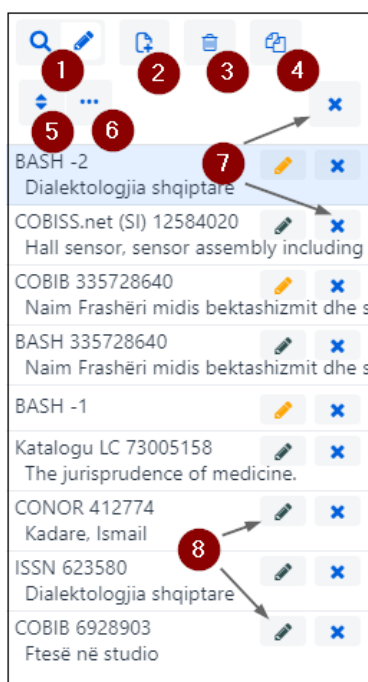 1
2
3
4
5
6
7
BASH -2
Dialektologjia shqiptare
COBISS.net (SI) 12584020
Hall sensor, sensor assembly including
COBIB 335728640
Naim Frashëri midis bektashizmit dhe s
BASH 335728640
Naim Frashëri midis bektashizmit dhe s
BASH -1
Katalogu LC 73005158
The jurisprudence of medicine.
CONOR 412774
Kadare, Ismail
8
ISSN 623580
Dialektologjia shqiptare
COBIB 6928903
Ftesë në studio